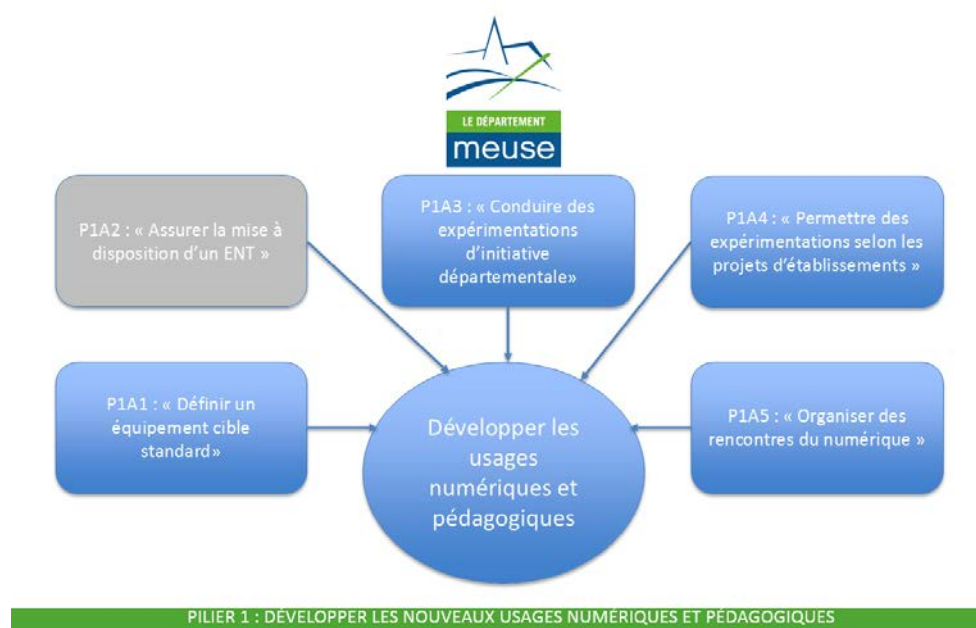 LE DÉPARTEMENT
meuse
P1A2 : « Assurer la mise à
disposition d'un ENT »
P1A3 : « Conduire des
expérimentations
d'initiative
départementale»
P1A4 : « Permettre des
expérimentations selon les
projets d'établissements »
P1A1 : « Définir un
équipement cible
standard»
Développer les
usages
numériques et
pédagogiques
P1A5 : « Organiser des
rencontres du numérique »
PILIER 1 : DÉVELOPPER LES NOUVEAUX USAGES NUMÉRIQUES ET PÉDAGOGIQUES